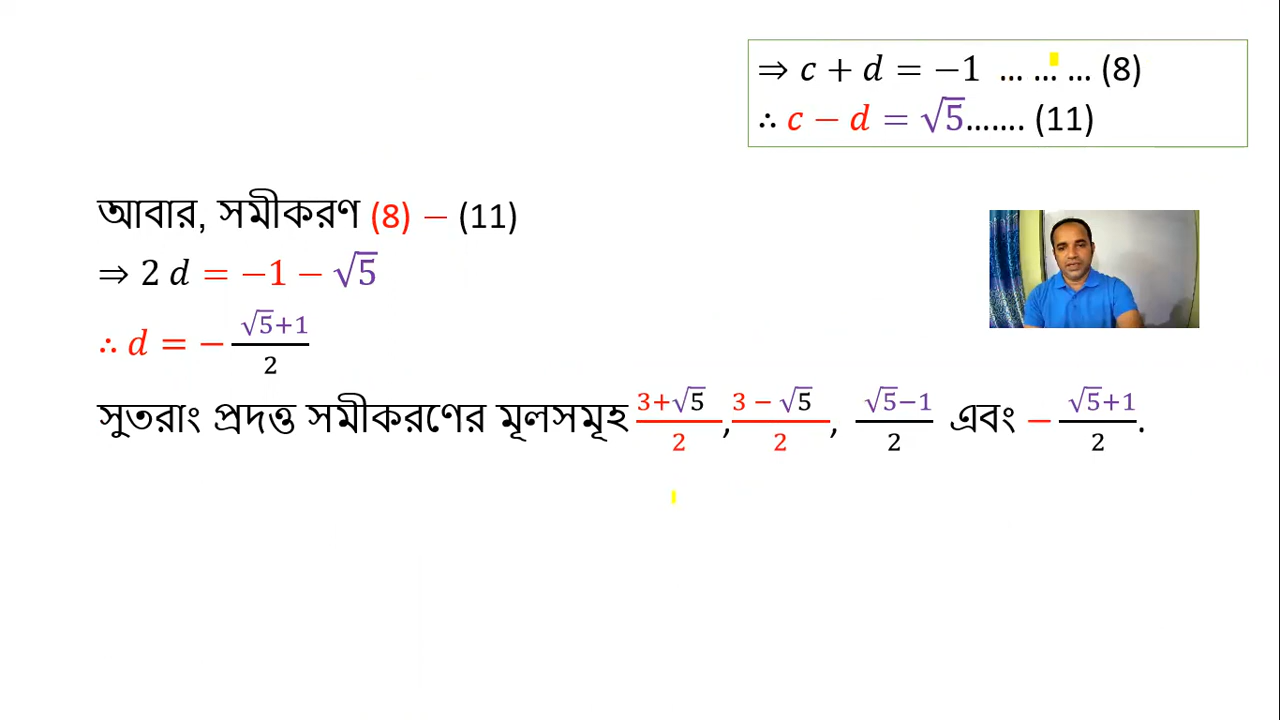 ⇒ c + d = −1 ... ... ... (8)
∴ c − d = √5....... (11)
আবার, সমীকরণ (8) − (11)
⇒ 2 d = −1 − √5
∴ d = − (√5+1)/2
সুতরাং প্রদত্ত সমীকরণের মূলসমূহ (3+√5)/2, (3 − √5)/2, (√5−1)/2 এবং − (√5+1)/2.